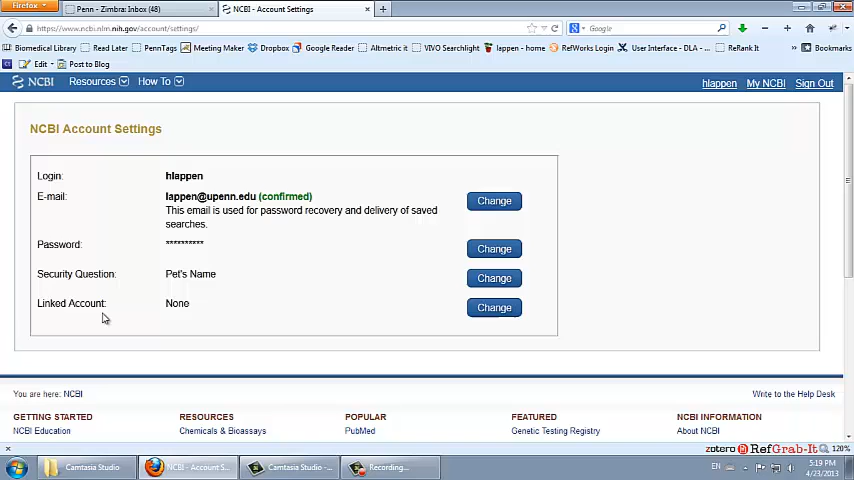 Firefox
Penn - Zimbra: Inbox (48)
NCBI - Account Settings
https://www.ncbi.nlm.nih.gov/account/settings/
Google
Biomedical Library
Read Later
PennTags
Meeting Maker
Dropbox
Google Reader
Altmetric it
VIVO Searchlight
lappen - home
RefWorks Login
User Interface - DLA - ...
ReRank It
Bookmarks
Edit
Post to Blog
NCBI
Resources
How To
hlappen
My NCBI
Sign Out
NCBI Account Settings
Login:
hlappen
E-mail:
lappen@upenn.edu (confirmed)
Change
This email is used for password recovery and delivery of saved
searches.
Password:
**********
Change
Security Question:
Pet's Name
Change
Linked Account:
None
Change
You are here: NCBI
Write to the Help Desk
GETTING STARTED
RESOURCES
POPULAR
FEATURED
NCBI INFORMATION
NCBI Education
Chemicals & Bioassays
PubMed
Genetic Testing Registry
About NCBI
zotero
RefGrab-It
120%
Camtasia Studio
NCBI - Account S...
Camtasia Studio -...
Recording...
EN
5:19 PM
4/23/2013